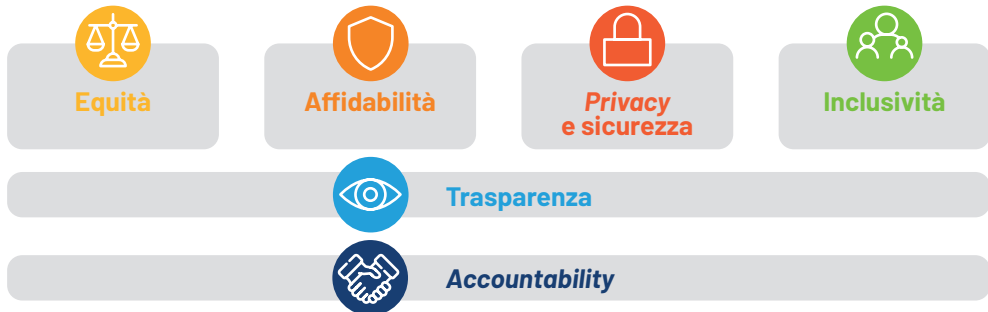 Equità
Affidabilità
Privacy
e sicurezza
Inclusività
Trasparenza
Accountability